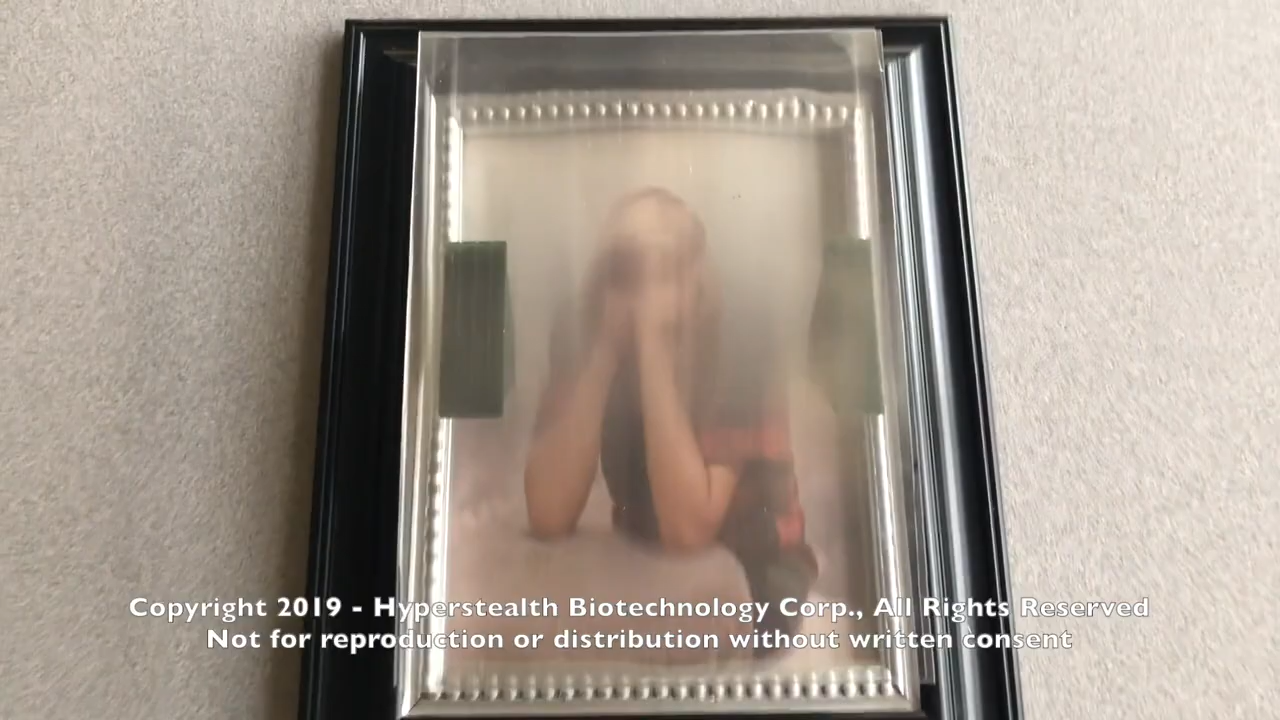 Copyright 2019 - Hyperstealth Biotechnology Corp., All Rights Reserved
Not for reproduction or distribution without written consent